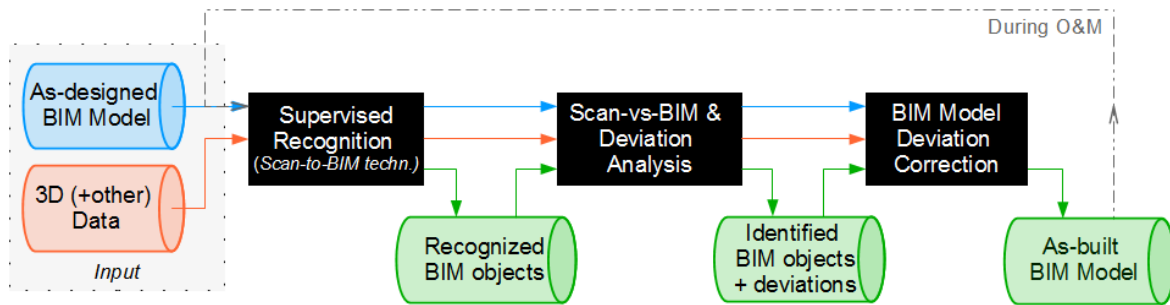 During O&M
As-designed
BIM Model
3D (+other)
Data
Input
Supervised
Recognition
(Scan-to-BIM techn.)
Scan-vs-BIM &
Deviation
Analysis
BIM Model
Deviation
Correction
Recognized
BIM objects
Identified
BIM objects
+ deviations
As-built
BIM Model